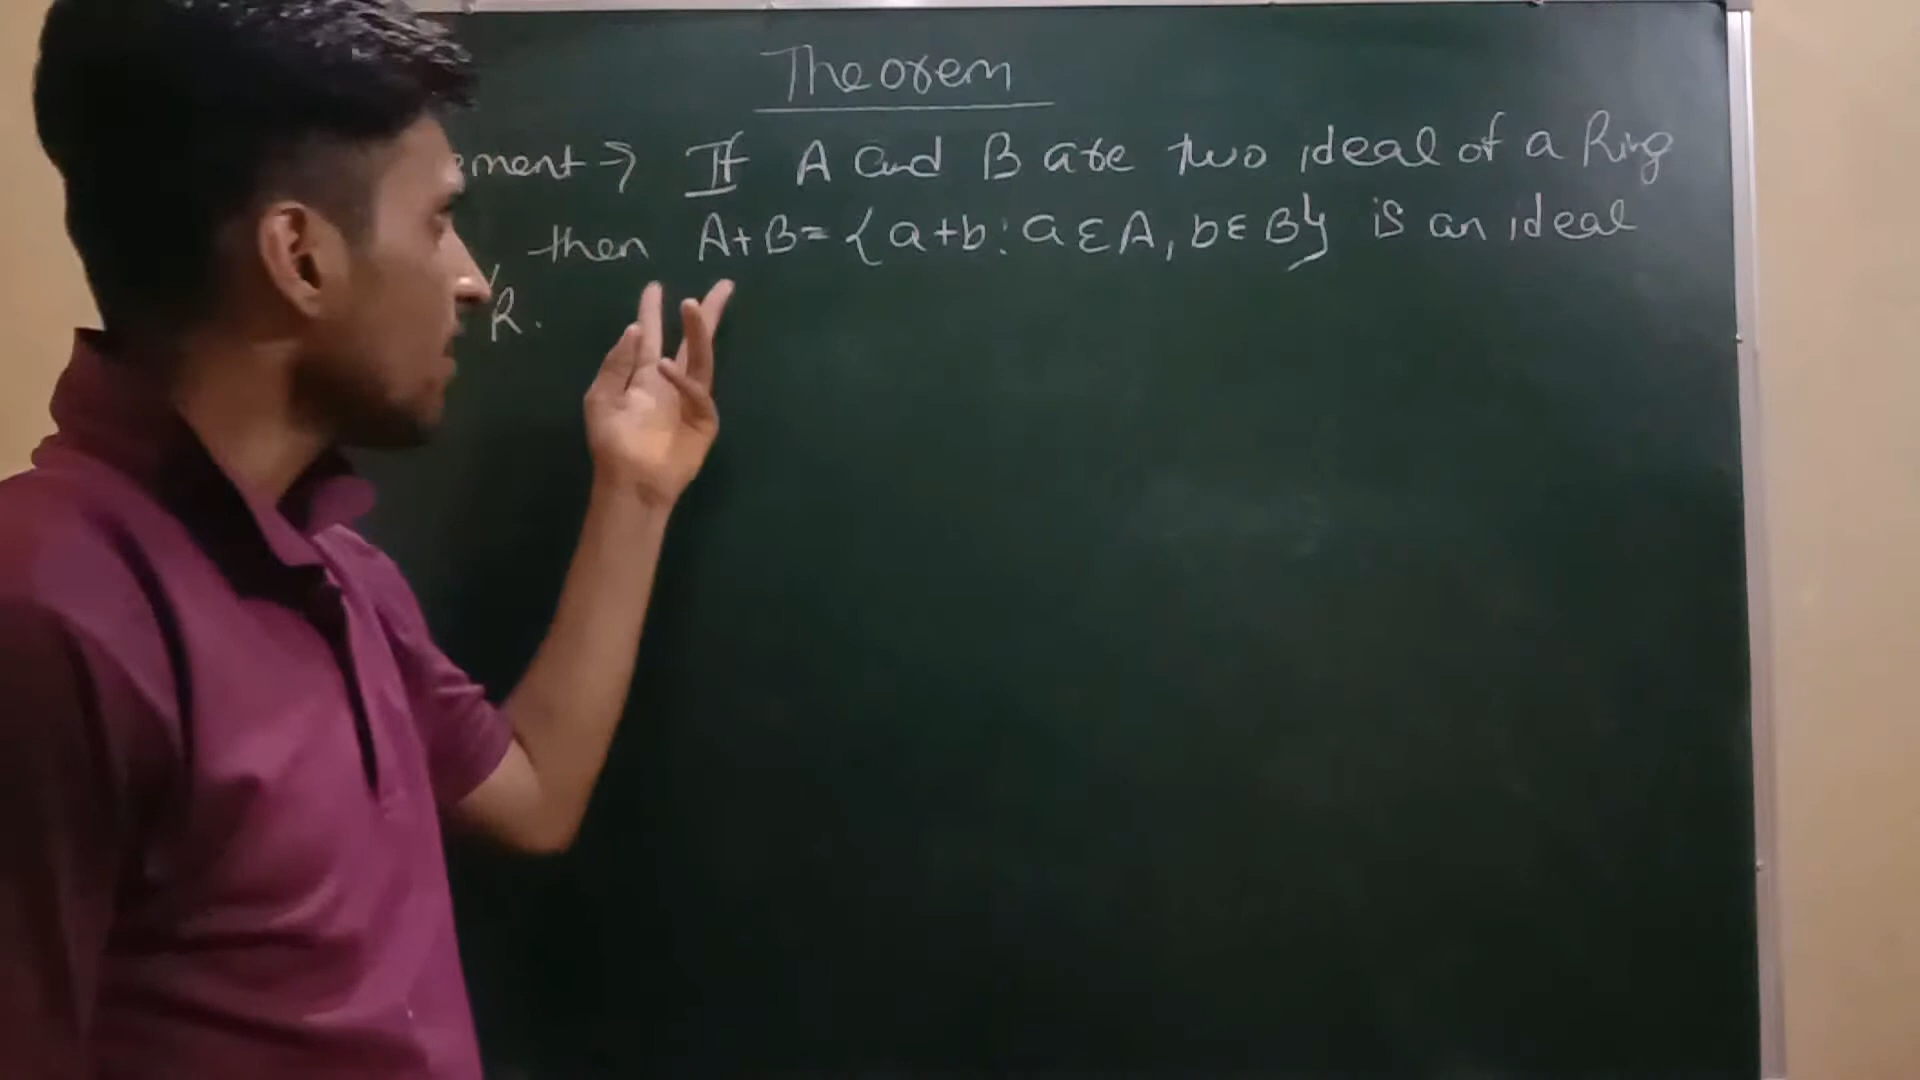 Theorem
ement → If A and B are two ideal of a Ring
then A+B = {a+b : a ∈ A, b ∈ B} is an ideal
R.